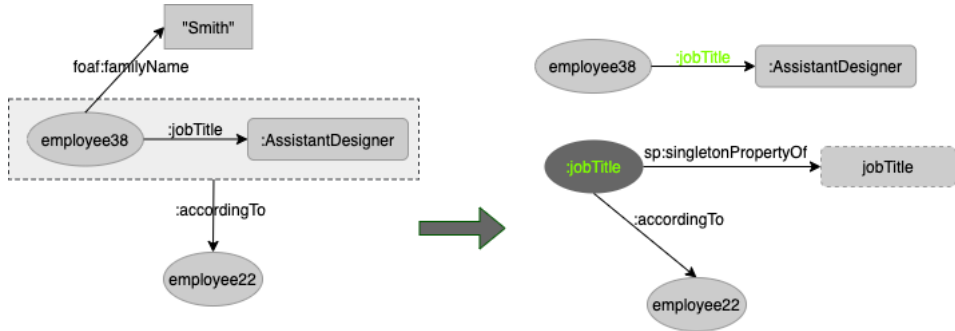 "Smith"
foaf:familyName
employee38
:jobTitle
:AssistantDesigner
:accordingTo
employee22
employee38
:jobTitle
:AssistantDesigner
:jobTitle
sp:singletonPropertyOf
jobTitle
:accordingTo
employee22